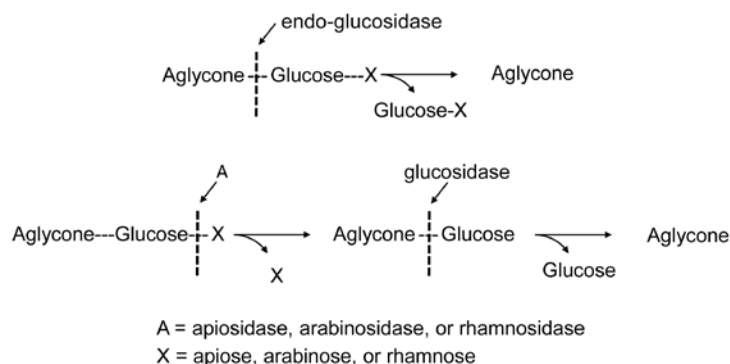 endo-glucosidase
Aglycone Glucose---X Aglycone
Glucose-X
A glucosidase
Aglycone---Glucose--X Aglycone Glucose Aglycone
X Glucose
A = apiosidase, arabinosidase, or rhamnosidase
X = apiose, arabinose, or rhamnose